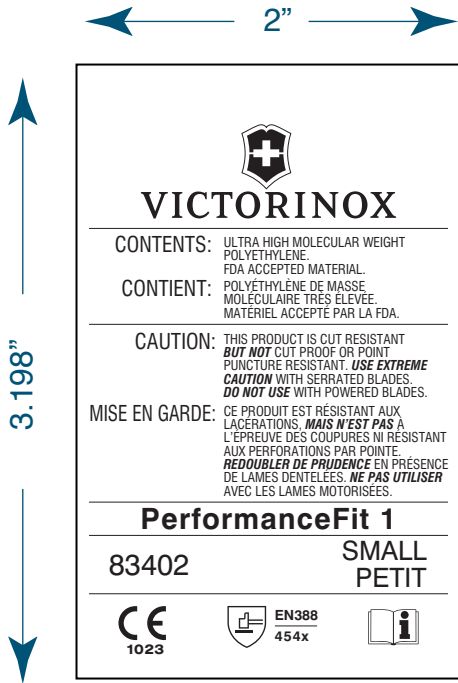 2”
3.198”
VICTORINOX
CONTENTS: ULTRA HIGH MOLECULAR WEIGHT
POLYETHYLENE.
FDA ACCEPTED MATERIAL.
CONTIENT: POLYÉTHYLÈNE DE MASSE
MOLÉCULAIRE TRÈS ÉLEVÉE.
MATÉRIEL ACCEPTÉ PAR LA FDA.
CAUTION: THIS PRODUCT IS CUT RESISTANT
BUT NOT CUT PROOF OR POINT
PUNCTURE RESISTANT. USE EXTREME
CAUTION WITH SERRATED BLADES.
DO NOT USE WITH POWERED BLADES.
MISE EN GARDE: CE PRODUIT EST RÉSISTANT AUX
LACÉRATIONS, MAIS N’EST PAS À
L’ÉPREUVE DES COUPURES NI RÉSISTANT
AUX PERFORATIONS PAR POINTE.
REDOUBLER DE PRUDENCE EN PRÉSENCE
DE LAMES DENTELÉES. NE PAS UTILISER
AVEC LES LAMES MOTORISÉES.
PerformanceFit 1
83402 SMALL
PETIT
CE
1023
EN388
454x
i